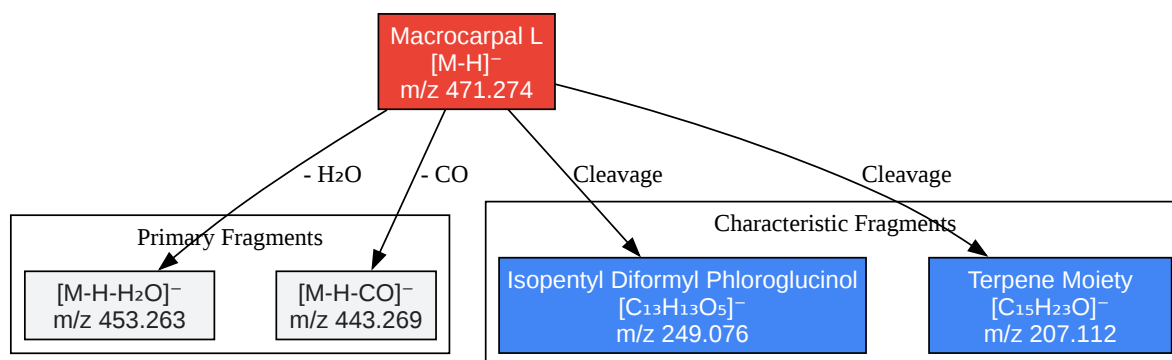 Macrocarpal L
[M-H]⁻
m/z 471.274
- H₂O
- CO
Cleavage
Cleavage
Primary Fragments
Characteristic Fragments
[M-H-H₂O]⁻
m/z 453.263
[M-H-CO]⁻
m/z 443.269
Isopentyl Diformyl Phloroglucinol
[C₁₃H₁₃O₅]⁻
m/z 249.076
Terpene Moiety
[C₁₅H₂₃O]⁻
m/z 207.112